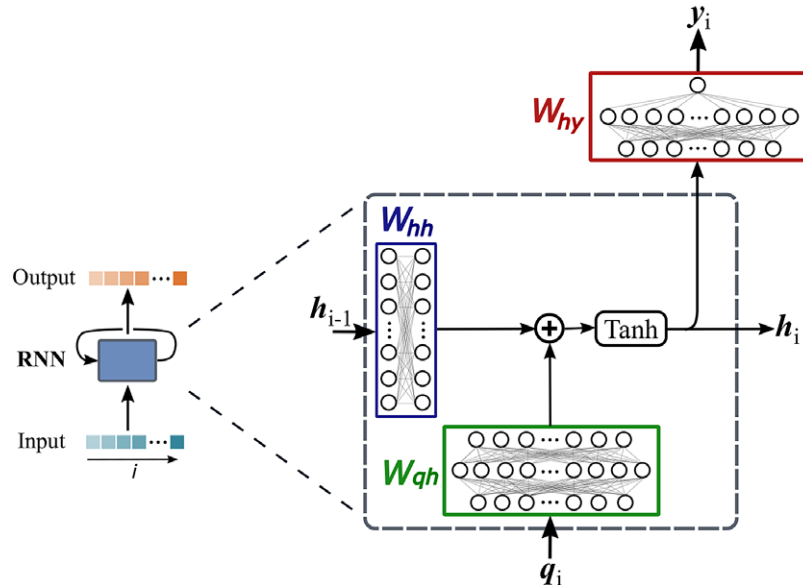 Output
RNN
Input
i
y_i
W_hy
W_hh
h_i-1
+
Tanh
h_i
W_qh
q_i